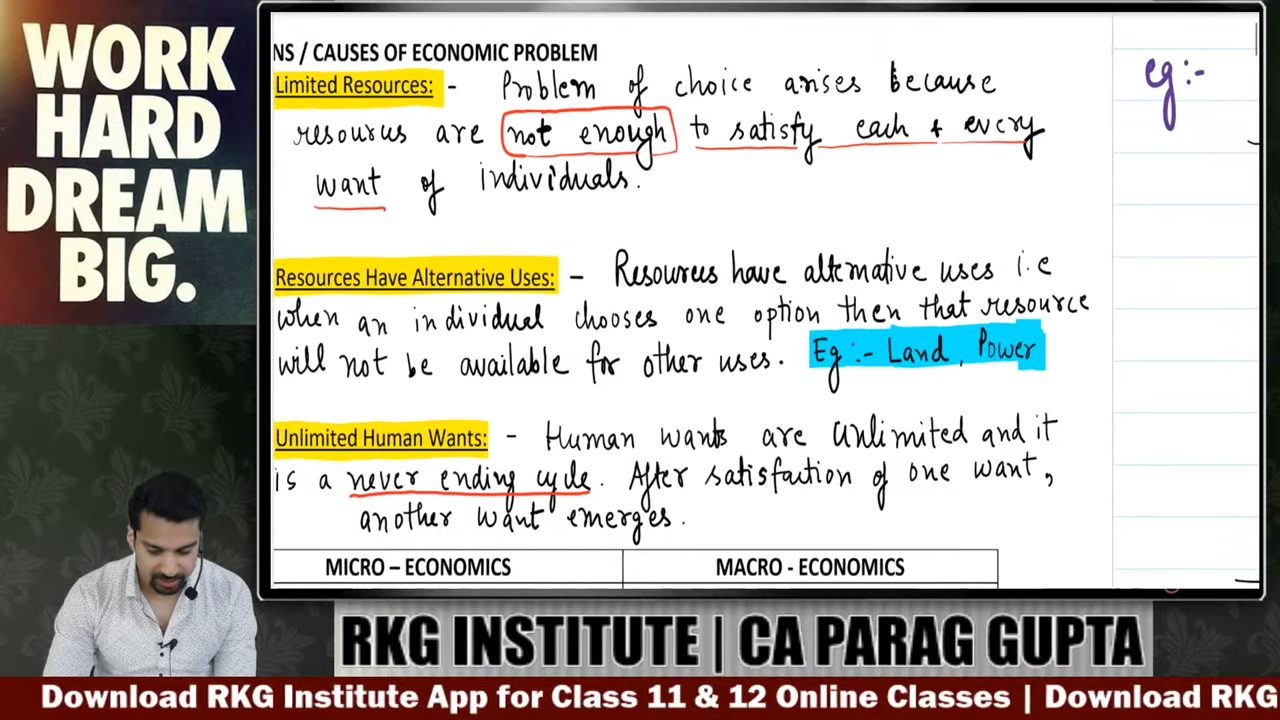 WORK
HARD
DREAM
BIG.
NS / CAUSES OF ECONOMIC PROBLEM
Limited Resources: - Problem of choice arises because
resources are not enough to satisfy each & every
want of individuals.
Resources Have Alternative Uses: - Resources have alternative uses i.e
when an individual chooses one option then that resource
will not be available for other uses. Eg :- Land, Power
Unlimited Human Wants: - Human wants are unlimited and it
is a never ending cycle. After satisfaction of one want,
another want emerges.
MICRO – ECONOMICS MACRO - ECONOMICS
eg :-
RKG INSTITUTE | CA PARAG GUPTA
Download RKG Institute App for Class 11 & 12 Online Classes | Download RKG